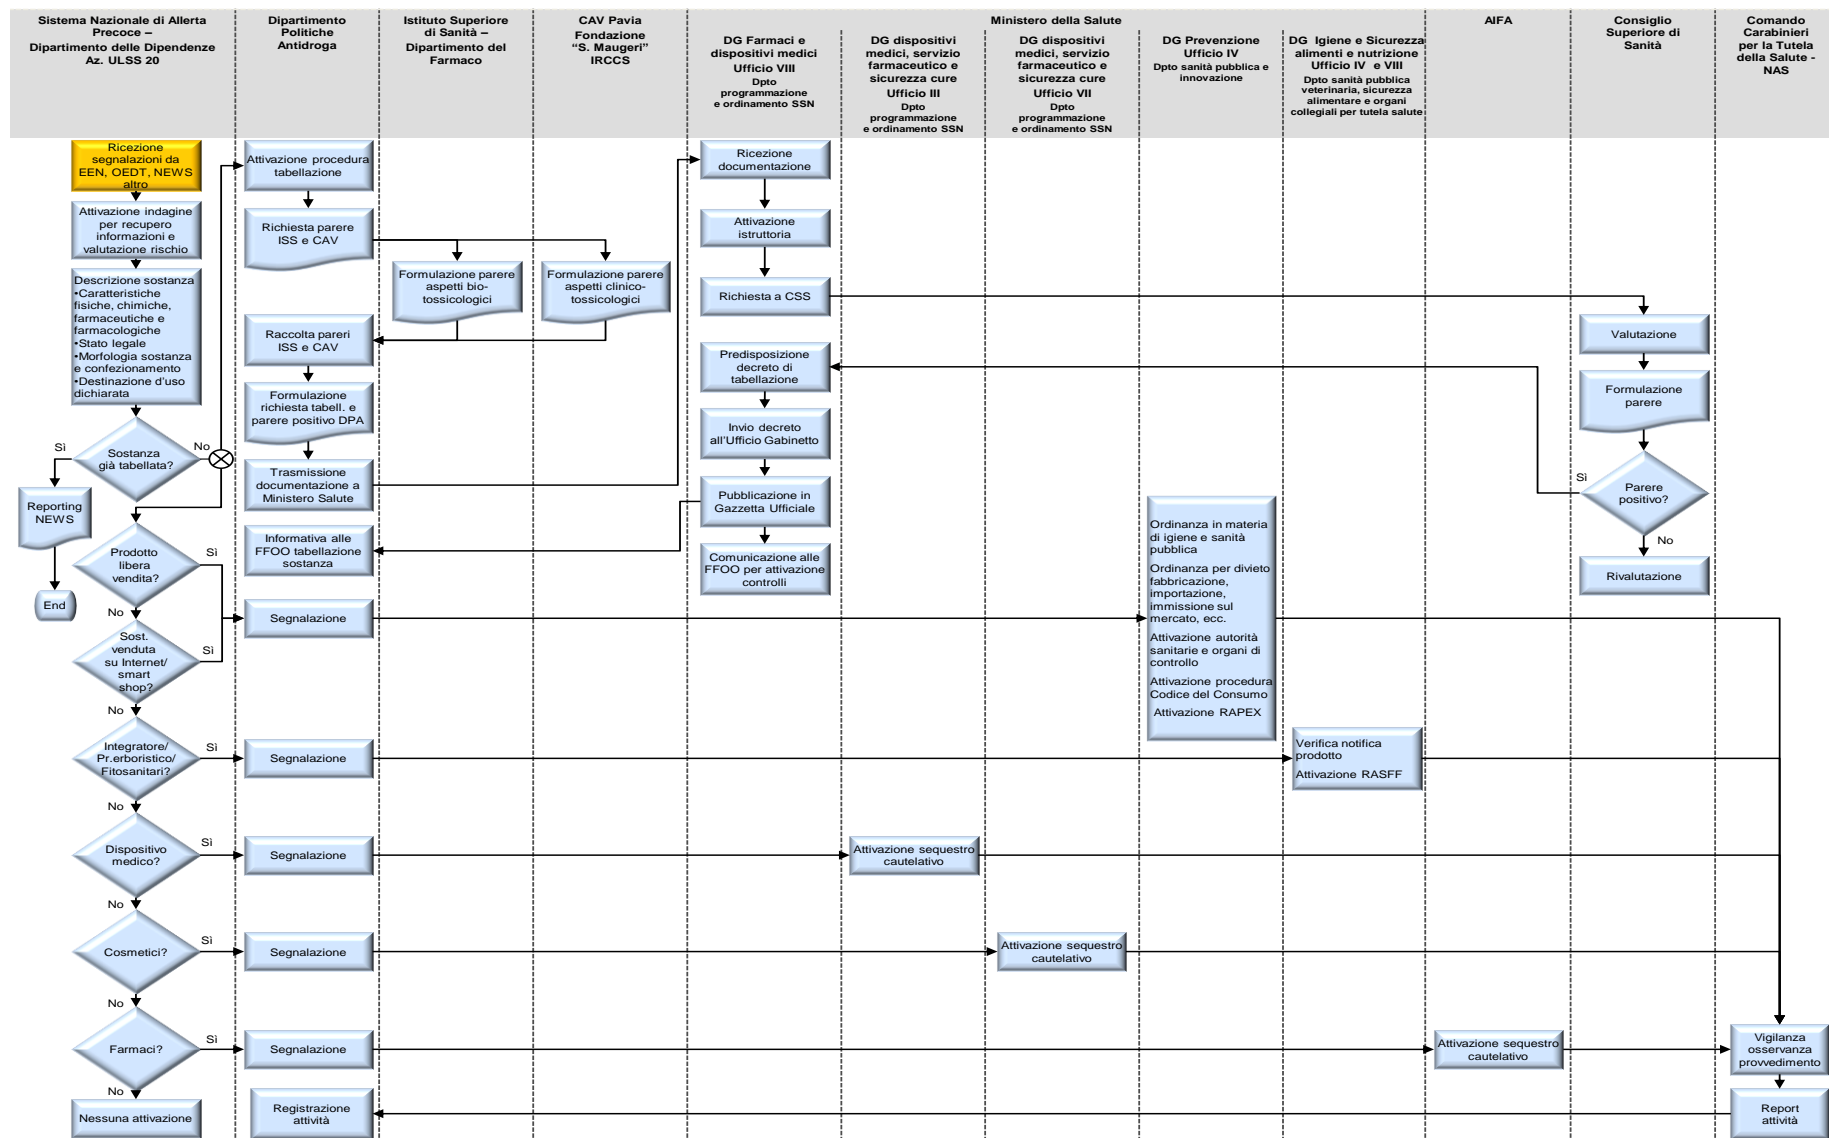 Sistema Nazionale di Allerta
Precoce –
Dipartimento delle Dipendenze
Az. ULSS 20
Dipartimento
Politiche
Antidroga
Istituto Superiore
di Sanità –
Dipartimento del
Farmaco
CAV Pavia
Fondazione
“S. Maugeri”
IRCCS
Ministero della Salute
DG Farmaci e
dispositivi medici
Ufficio VIII
Dpto
programmazione
e ordinamento SSN
DG dispositivi
medici, servizio
farmaceutico e
sicurezza cure
Ufficio III
Dpto
programmazione
e ordinamento SSN
DG dispositivi
medici, servizio
farmaceutico e
sicurezza cure
Ufficio VII
Dpto
programmazione
e ordinamento SSN
DG Prevenzione
Ufficio IV
Dpto sanità pubblica e
innovazione
DG Igiene e Sicurezza
alimenti e nutrizione
Ufficio IV e VIII
Dpto sanità pubblica
veterinaria, sicurezza
alimentare e organi
collegiali per tutela salute
AIFA
Consiglio
Superiore di
Sanità
Comando
Carabinieri
per la Tutela
della Salute -
NAS
Ricezione
segnalazioni da
EEN, OEDT, NEWS
altro
Attivazione indagine
per recupero
informazioni e
valutazione rischio
Descrizione sostanza
•Caratteristiche
fisiche, chimiche,
farmaceutiche e
farmacologiche
•Stato legale
•Morfologia sostanza
e confezionamento
•Destinazione d’uso
dichiarata
Sì
Sostanza
già tabellata?
No
Reporting
NEWS
End
Prodotto
libera
vendita?
Sì
No
Sost.
venduta
su Internet/
smart
shop?
Sì
No
Integratore/
Pr.erboristico/
Fitosanitari?
Sì
No
Dispositivo
medico?
Sì
No
Cosmetici?
Sì
No
Farmaci?
Sì
No
Nessuna attivazione
Attivazione procedura
tabellazione
Richiesta parere
ISS e CAV
Raccolta pareri
ISS e CAV
Formulazione
richiesta tabell. e
parere positivo DPA
Trasmissione
documentazione a
Ministero Salute
Informativa alle
FFOO tabellazione
sostanza
Segnalazione
Segnalazione
Segnalazione
Segnalazione
Segnalazione
Registrazione
attività
Formulazione parere
aspetti bio-
tossicologici
Formulazione parere
aspetti clinico-
tossicologici
Ricezione
documentazione
Attivazione
istruttoria
Richiesta a CSS
Predisposizione
decreto di
tabellazione
Invio decreto
all’Ufficio Gabinetto
Pubblicazione in
Gazzetta Ufficiale
Comunicazione alle
FFOO per attivazione
controlli
Attivazione sequestro
cautelativo
Attivazione sequestro
cautelativo
Ordinanza in materia
di igiene e sanità
pubblica
Ordinanza per divieto
fabbricazione,
importazione,
immissione sul
mercato, ecc.
Attivazione autorità
sanitarie e organi di
controllo
Attivazione procedura
Codice del Consumo
Attivazione RAPEX
Verifica notifica
prodotto
Attivazione RASFF
Attivazione sequestro
cautelativo
Valutazione
Formulazione
parere
Sì
Parere
positivo?
No
Rivalutazione
Vigilanza
osservanza
provvedimento
Report
attività